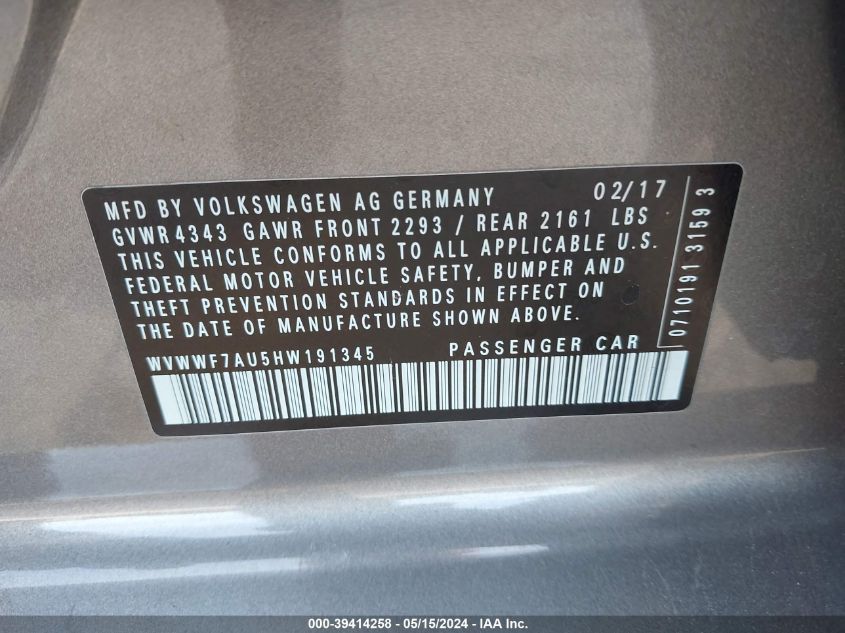 MFD BY VOLKSWAGEN AG GERMANY 02/17
GVWR 4343 GAWR FRONT 2293 / REAR 2161 LBS
THIS VEHICLE CONFORMS TO ALL APPLICABLE U.S.
FEDERAL MOTOR VEHICLE SAFETY, BUMPER AND
THEFT PREVENTION STANDARDS IN EFFECT ON
THE DATE OF MANUFACTURE SHOWN ABOVE.
WVWWF7AU5HW191345 PASSENGER CAR
0710191 3159 3
000-39414258 - 05/15/2024 - IAA Inc.